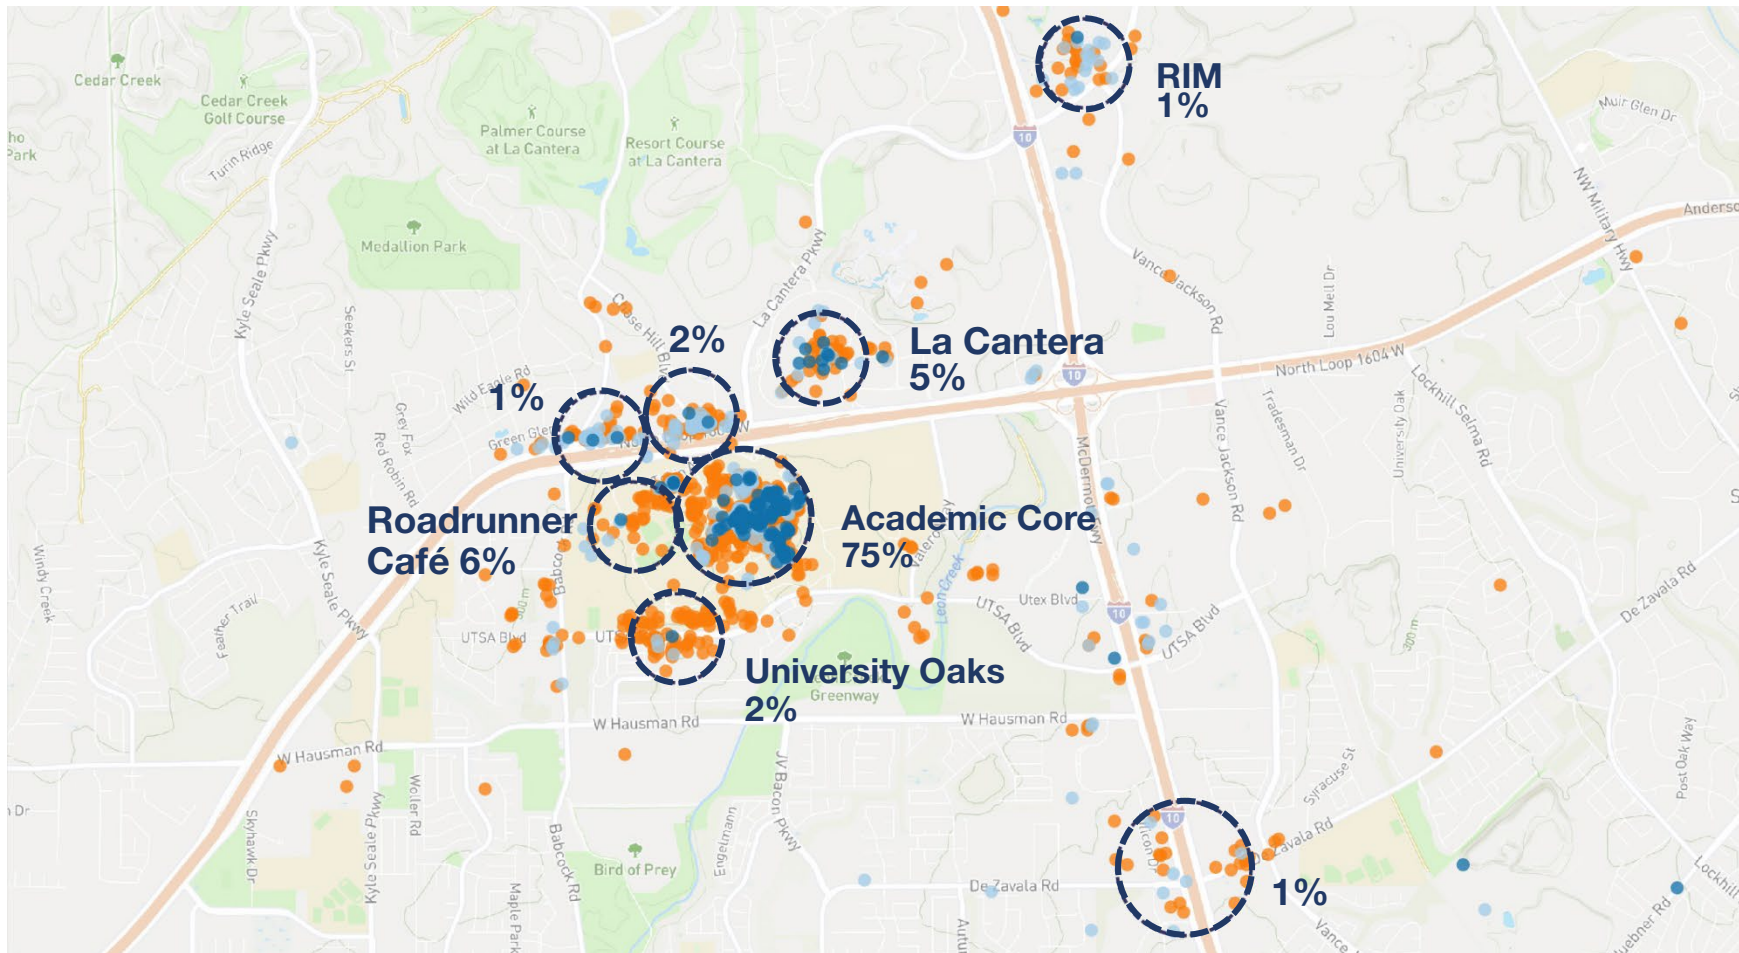 Cedar Creek
Cedar Creek
Golf Course
Turin Ridge
Palmer Course
at La Cantera
Resort Course
at La Cantera
RIM
1%
10
Muir Glen Dr
NW Military Hwy
Medallion Park
Kyle Seale Pkwy
Seekers St
La Cantera Pkwy
Vance Jackson Rd
Lou Mell Dr
2%
La Cantera
5%
10
North Loop 1604 W
Wild Eagle Rd
1%
Grey Fox
Red Robin Rd
Vance Jackson Rd
Tradesman Dr
University Oak
Lockhill Selma Rd
Roadrunner
Café 6%
Academic Core
75%
Windy Creek
Kyle Seale Pkwy
Feather Trail
300 m
Leon Creek
Utex Blvd
10
UTSA Blvd
UTSA Blvd
UTSA Blvd
De Zavala Rd
300 m
University Oaks
2%
Greenway
W Hausman Rd
W Hausman Rd
W Hausman Rd
Woller Rd
Kyle Seale Pkwy
Skyhawk Dr
Babcock Rd
Engelmann
JV Bacon Pkwy
Bird of Prey
Maple Park
Syracuse St
Post Oak Way
10
De Zavala Rd
De Zavala Rd
1%